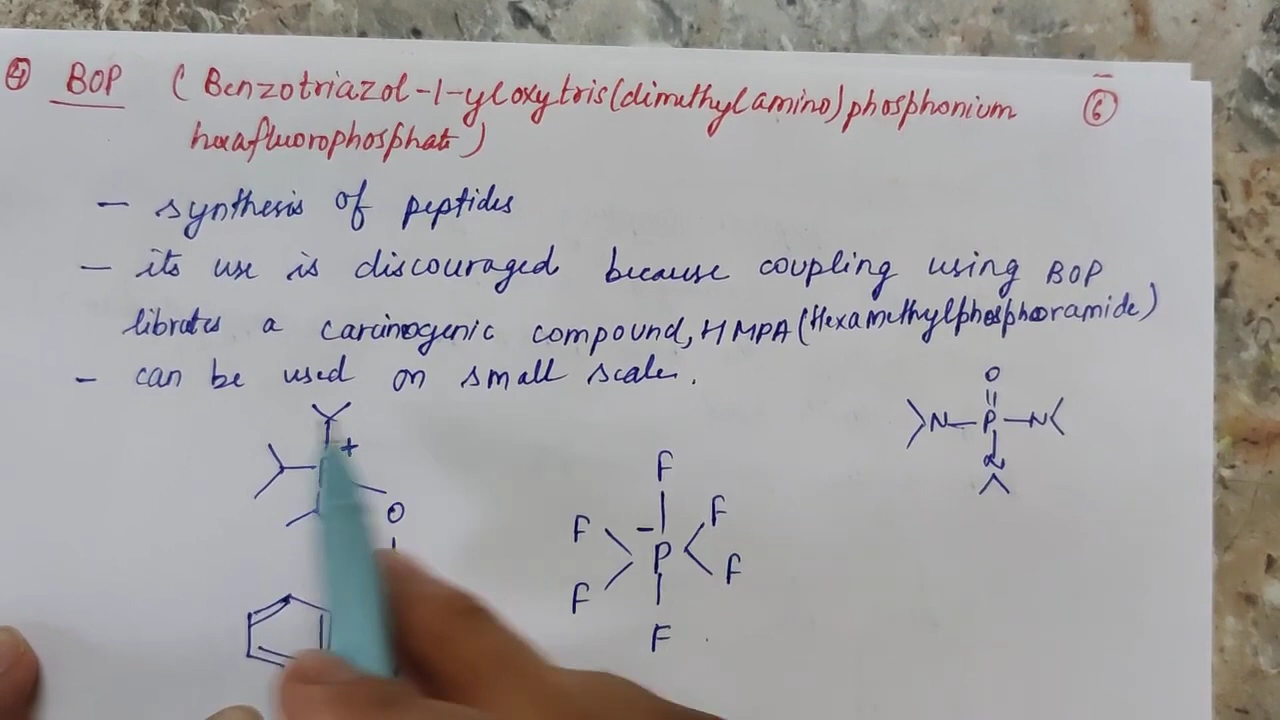 ④ BOP (Benzotriazol-1-yloxytris(dimethylamino)phosphonium ⑥
hexafluorophosphate)
- synthesis of peptides
- its use is discouraged because coupling using BOP
librates a carcinogenic compound, HMPA (Hexamethylphosphoramide)
- can be used on small scale.
O
N P N
N
+
O
F
F F
- P
F F
F